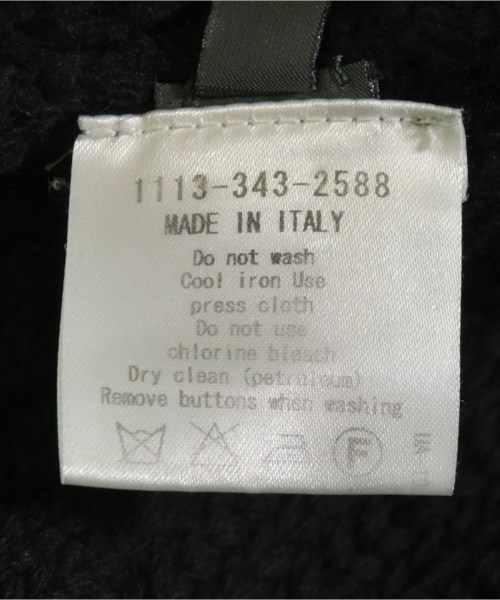 1113-343-2588
MADE IN ITALY
Do not wash
Cool iron Use
press cloth
Do not use
chlorine bleach
Dry clean (petroleum)
Remove buttons when washing
F